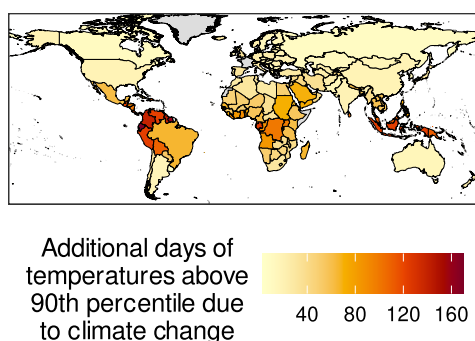 Additional days of
temperatures above
90th percentile due
to climate change
40 80 120 160